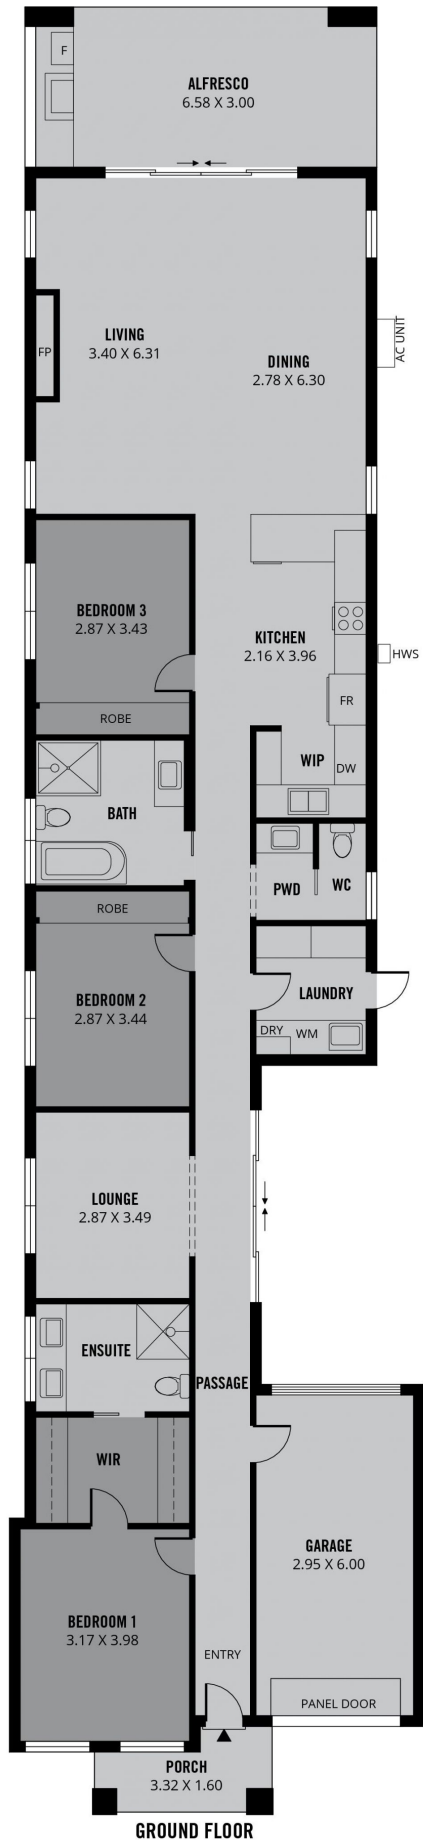 F
ALFRESCO
6.58 X 3.00
LIVING
3.40 X 6.31
FP
DINING
2.78 X 6.30
AC UNIT
BEDROOM 3
2.87 X 3.43
ROBE
KITCHEN
2.16 X 3.96
HWS
FR
WIP
DW
BATH
PWD
WC
ROBE
BEDROOM 2
2.87 X 3.44
LAUNDRY
DRY
WM
LOUNGE
2.87 X 3.49
ENSUITE
PASSAGE
WIR
GARAGE
2.95 X 6.00
BEDROOM 1
3.17 X 3.98
ENTRY
PANEL DOOR
PORCH
3.32 X 1.60
GROUND FLOOR